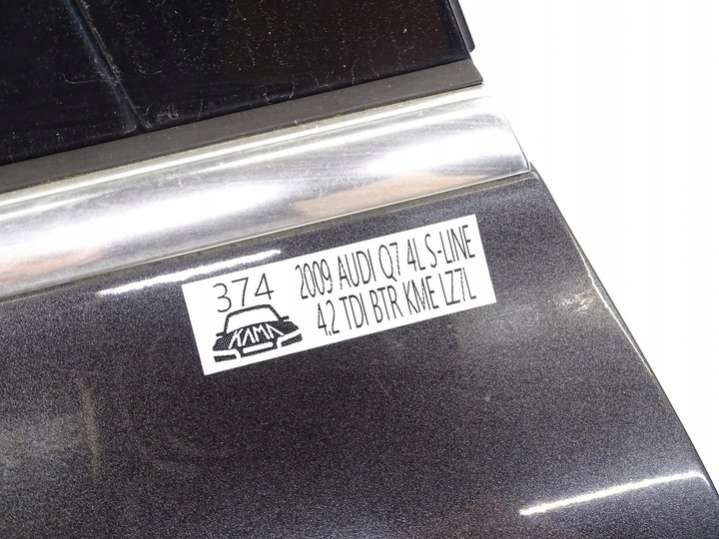 374
KAMA
2009 AUDI Q7 4L S-LINE
4.2 TDI BTR KME LZ7L